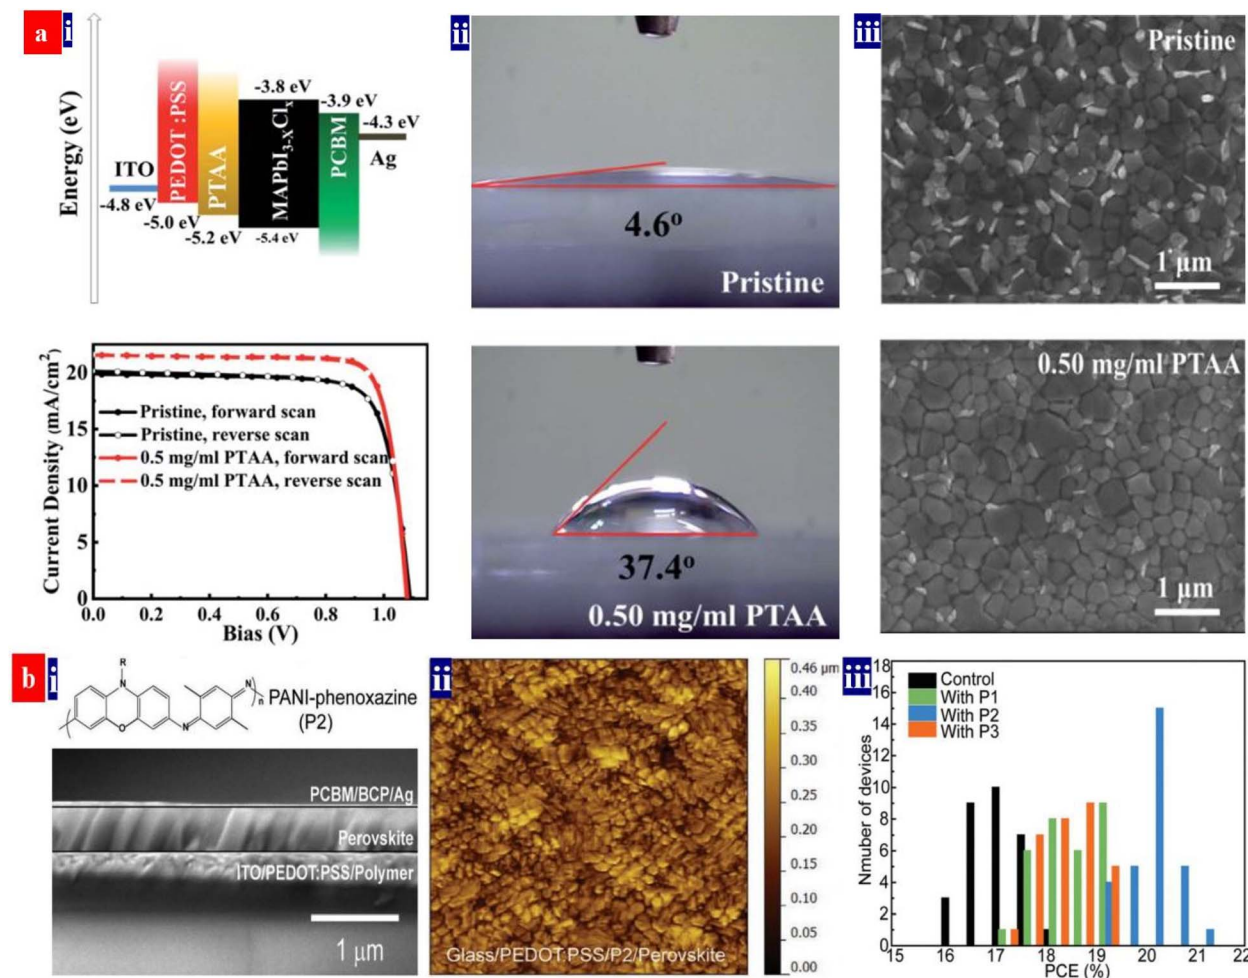 a
i
Energy (eV)
ITO
-4.8 eV
PEDOT :PSS
-5.0 eV
PTAA
-5.2 eV
-3.8 eV
MAPbI3-XClx
-5.4 eV
-3.9 eV
PCBM
-4.3 eV
Ag
ii
4.6°
Pristine
iii
Pristine
1 µm
Current Density (mA/cm²)
20
15
10
5
0
0.0 0.2 0.4 0.6 0.8 1.0
Bias (V)
Pristine, forward scan
Pristine, reverse scan
0.5 mg/ml PTAA, forward scan
0.5 mg/ml PTAA, reverse scan
37.4°
0.50 mg/ml PTAA
0.50 mg/ml PTAA
1 µm
b
i
R
N
O
N
N
n
PANI-phenoxazine
(P2)
PCBM/BCP/Ag
Perovskite
ITO/PEDOT:PSS/Polymer
1 µm
ii
Glass/PEDOT:PSS/P2/Perovskite
0.46 µm
0.40
0.35
0.30
0.25
0.20
0.15
0.10
0.05
0.00
iii
Nmuber of devices
18
16
14
12
10
8
6
4
2
0
Control
With P1
With P2
With P3
15 16 17 18 19 20 21 22
PCE (%)